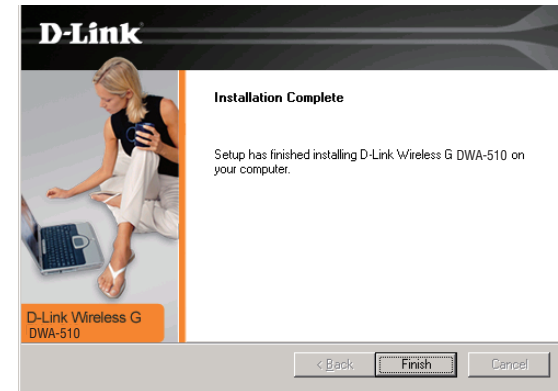 D-Link
Installation Complete
Setup has finished installing D-Link Wireless G DWA-510 on
your computer.
D-Link Wireless G
DWA-510
< Back
Finish
Cancel